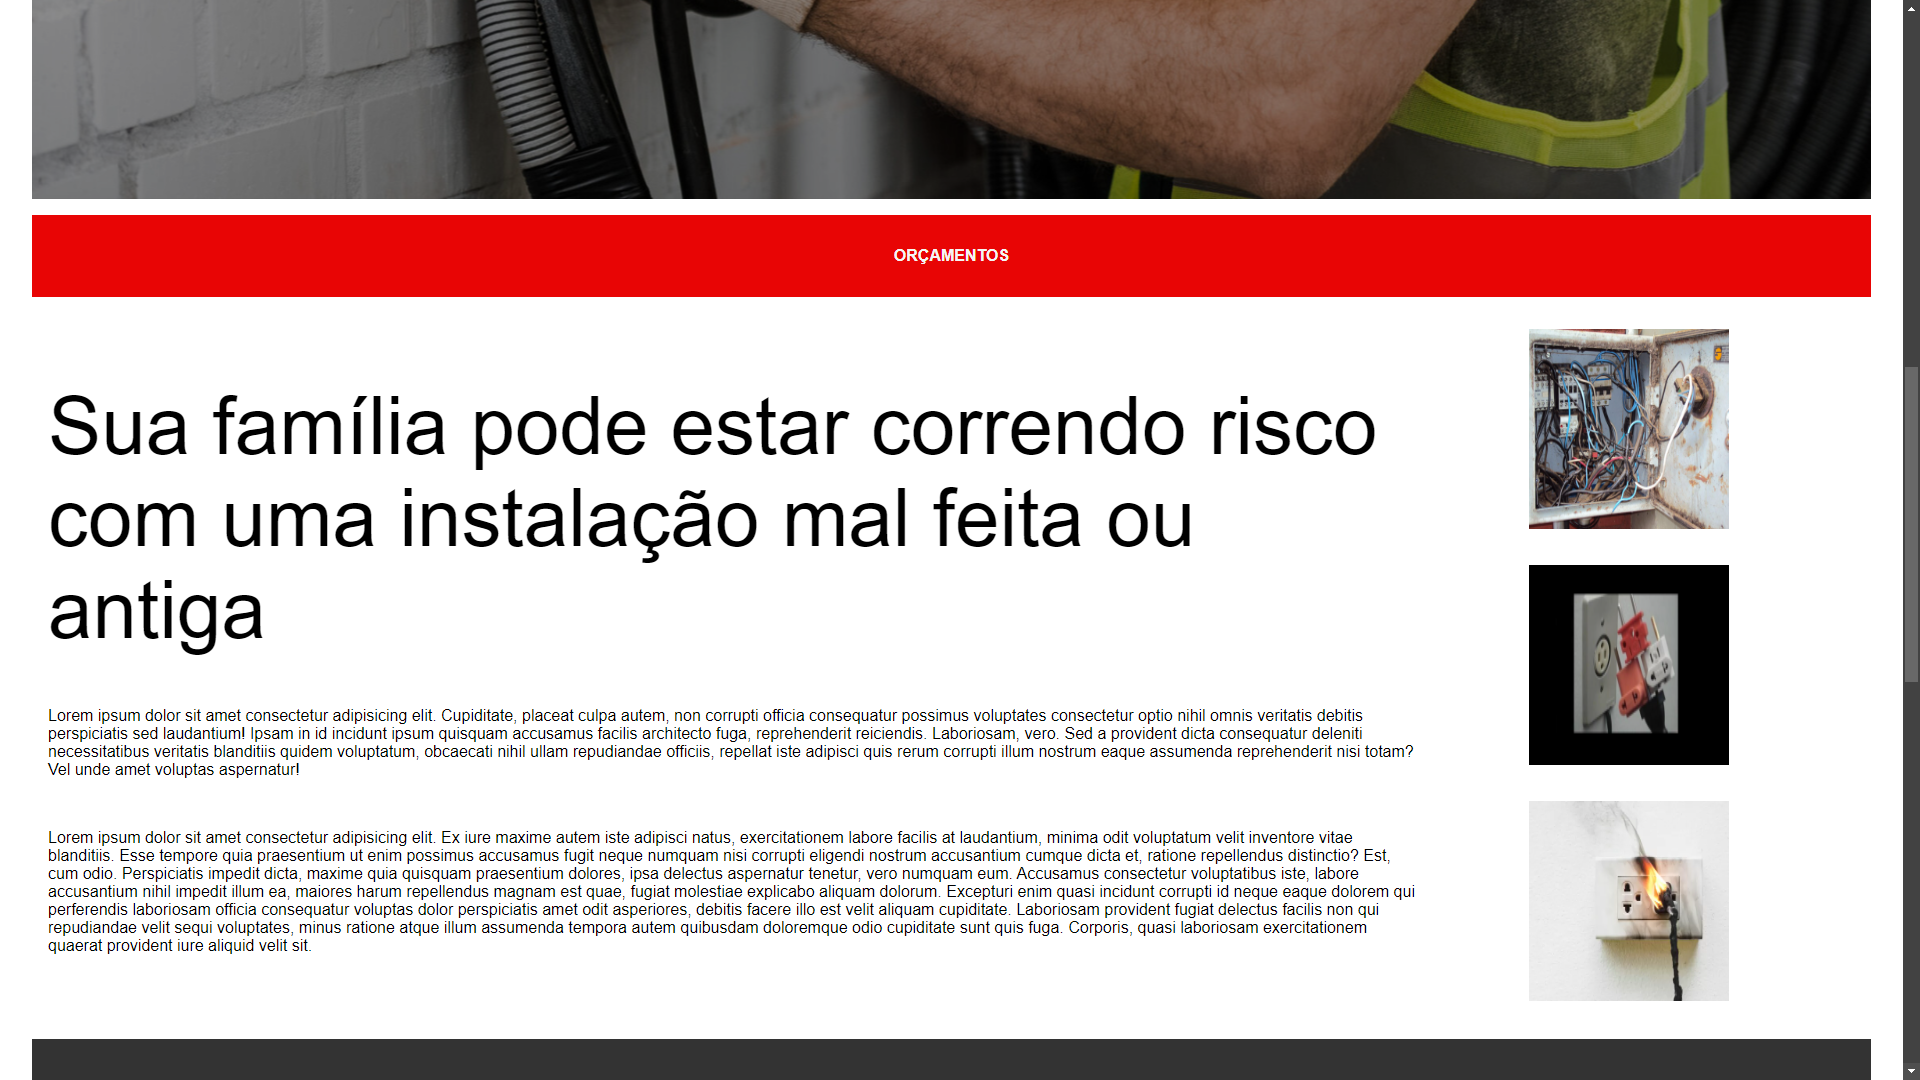 ORÇAMENTOS
Sua família pode estar correndo risco
com uma instalação mal feita ou
antiga
Lorem ipsum dolor sit amet consectetur adipisicing elit. Cupiditate, placeat culpa autem, non corrupti officia consequatur possimus voluptates consectetur optio nihil omnis veritatis debitis
perspiciatis sed laudantium! Ipsam in id incidunt ipsum quisquam accusamus facilis architecto fuga, reprehenderit reiciendis. Laboriosam, vero. Sed a provident dicta consequatur deleniti
necessitatibus veritatis blanditiis quidem voluptatum, obcaecati nihil ullam repudiandae officiis, repellat iste adipisci quis rerum corrupti illum nostrum eaque assumenda reprehenderit nisi totam?
Vel unde amet voluptas aspernatur!
Lorem ipsum dolor sit amet consectetur adipisicing elit. Ex iure maxime autem iste adipisci natus, exercitationem labore facilis at laudantium, minima odit voluptatum velit inventore vitae
blanditiis. Esse tempore quia praesentium ut enim possimus accusamus fugit neque numquam nisi corrupti eligendi nostrum accusantium cumque dicta et, ratione repellendus distinctio? Est,
cum odio. Perspiciatis impedit dicta, maxime quia quisquam praesentium dolores, ipsa delectus aspernatur tenetur, vero numquam eum. Accusamus consectetur voluptatibus iste, labore
accusantium nihil impedit illum ea, maiores harum repellendus magnam est quae, fugiat molestiae explicabo aliquam dolorum. Excepturi enim quasi incidunt corrupti id neque eaque dolorem qui
perferendis laboriosam officia consequatur voluptas dolor perspiciatis amet odit asperiores, debitis facere illo est velit aliquam cupiditate. Laboriosam provident fugiat delectus facilis non qui
repudiandae velit sequi voluptates, minus ratione atque illum assumenda tempora autem quibusdam doloremque odio cupiditate sunt quis fuga. Corporis, quasi laboriosam exercitationem
quaerat provident iure aliquid velit sit.